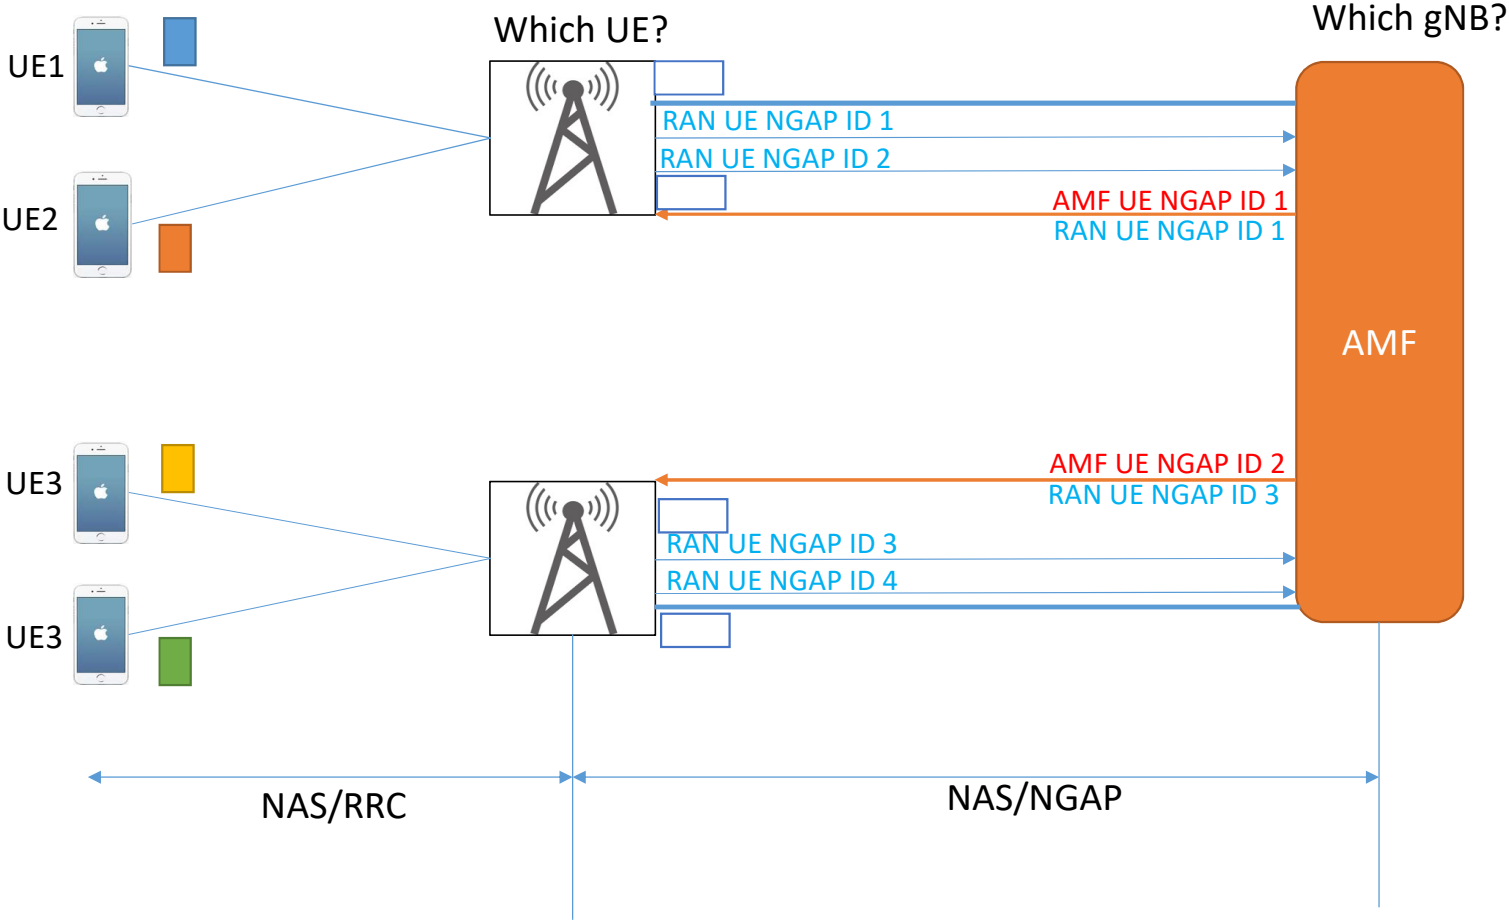 Which UE?
Which gNB?
UE1
RAN UE NGAP ID 1
RAN UE NGAP ID 2
AMF UE NGAP ID 1
UE2
RAN UE NGAP ID 1
AMF
AMF UE NGAP ID 2
UE3
RAN UE NGAP ID 3
RAN UE NGAP ID 3
RAN UE NGAP ID 4
UE3
NAS/RRC
NAS/NGAP